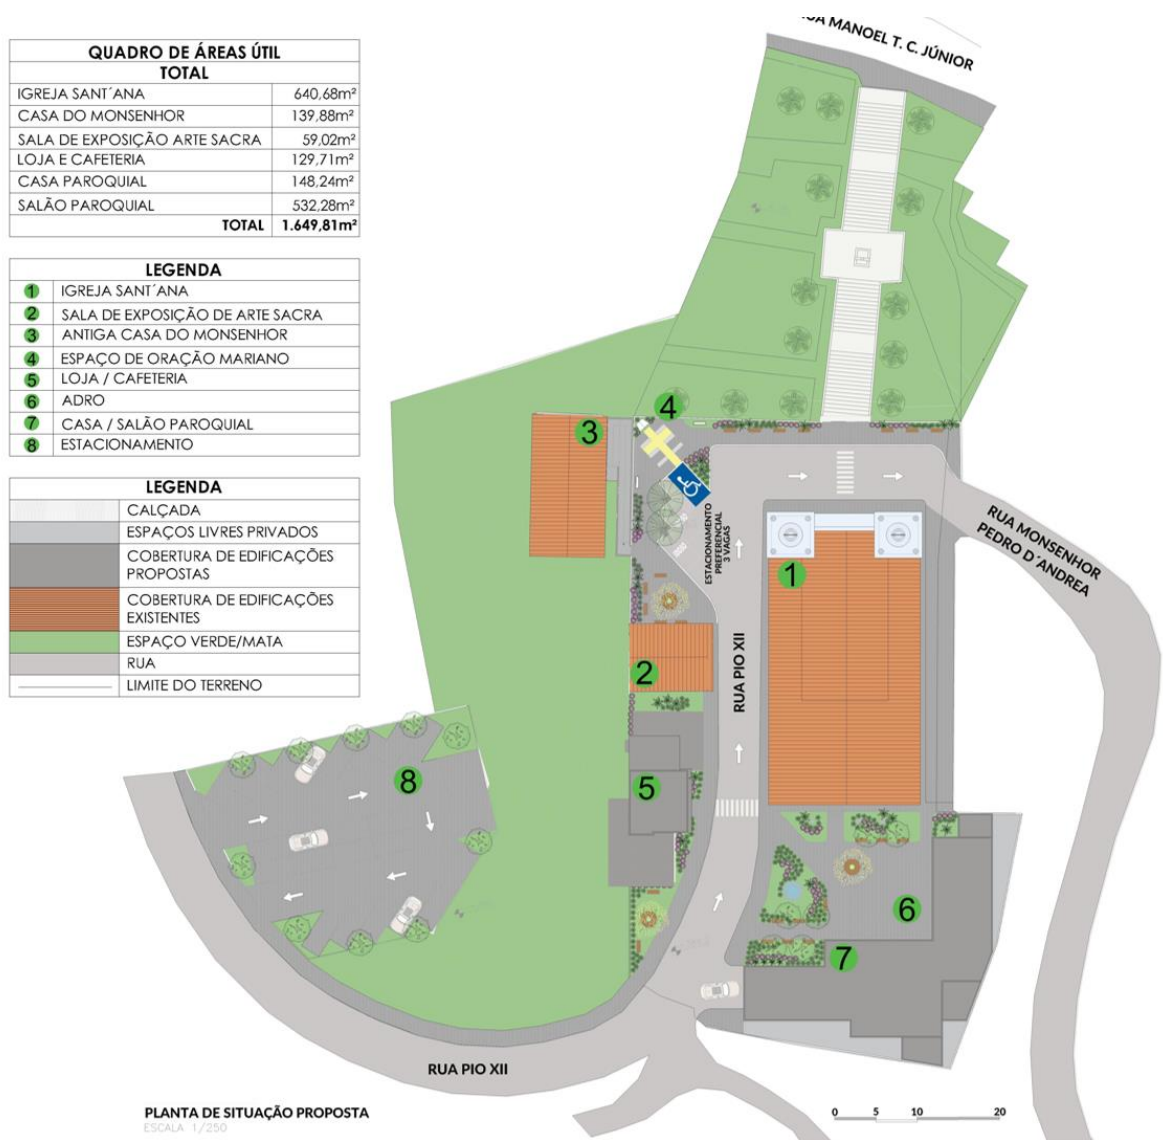 QUADRO DE ÁREAS ÚTIL
TOTAL
IGREJA SANT´ANA 640,68m²
CASA DO MONSENHOR 139,88m²
SALA DE EXPOSIÇÃO ARTE SACRA 59,02m²
LOJA E CAFETERIA 129,71m²
CASA PAROQUIAL 148,24m²
SALÃO PAROQUIAL 532,28m²
TOTAL 1.649,81m²
LEGENDA
1 IGREJA SANT´ANA
2 SALA DE EXPOSIÇÃO DE ARTE SACRA
3 ANTIGA CASA DO MONSENHOR
4 ESPAÇO DE ORAÇÃO MARIANO
5 LOJA / CAFETERIA
6 ADRO
7 CASA / SALÃO PAROQUIAL
8 ESTACIONAMENTO
LEGENDA
CALÇADA
ESPAÇOS LIVRES PRIVADOS
COBERTURA DE EDIFICAÇÕES
PROPOSTAS
COBERTURA DE EDIFICAÇÕES
EXISTENTES
ESPAÇO VERDE/MATA
RUA
LIMITE DO TERRENO
MANOEL T. C. JÚNIOR
4
3
ESTACIONAMENTO
PREFERENCIAL
3 VAGAS
RUA MONSENHOR
PEDRO D´ANDREA
1
2
RUA PIO XII
5
8
6
7
RUA PIO XII
PLANTA DE SITUAÇÃO PROPOSTA
ESCALA 1/250
0 5 10 20